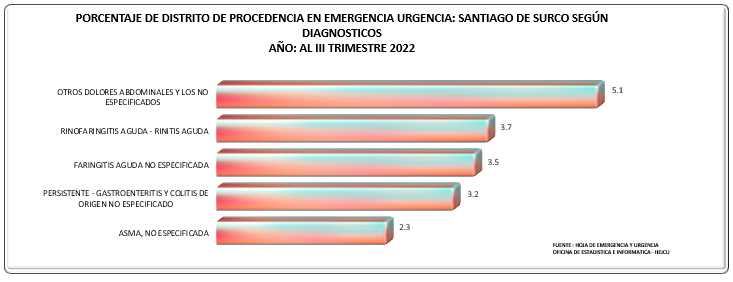 PORCENTAJE DE DISTRITO DE PROCEDENCIA EN EMERGENCIA URGENCIA: SANTIAGO DE SURCO SEGÚN
DIAGNOSTICOS
AÑO: AL III TRIMESTRE 2022
OTROS DOLORES ABDOMINALES Y LOS NO
ESPECIFICADOS
5.1
RINOFARINGITIS AGUDA - RINITIS AGUDA
3.7
FARINGITIS AGUDA NO ESPECIFICADA
3.5
PERSISTENTE - GASTROENTERITIS Y COLITIS DE
ORIGEN NO ESPECIFICADO
3.2
ASMA, NO ESPECIFICADA
2.3
FUENTE : HOJA DE EMERGENCIA Y URGENCIA
OFICINA DE ESTADISTICA E INFORMATICA - HEJCU